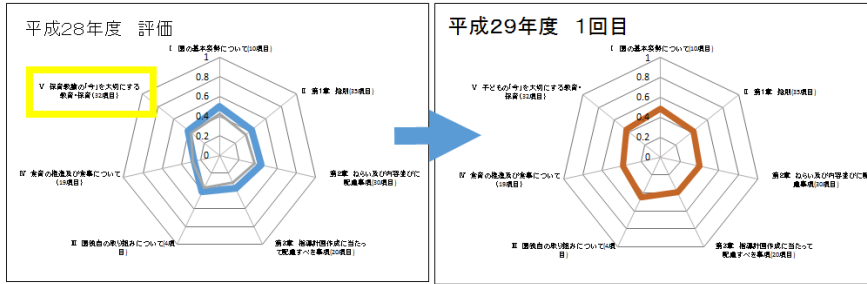 平成28年度 評価
Ⅰ 園の基本姿勢について(10項目)
1
0.8
0.6
0.4
0.2
0
Ⅱ 第1章 総則(25項目)
第2章 ねらい及び内容並びに
配慮事項(30項目)
第3章 指導計画作成に当たっ
て配慮すべき事項(20項目)
Ⅲ 園独自の取り組みについて(4項
目)
Ⅳ 食育の推進及び食事について
(19項目)
Ⅴ 保育教諭の「今」を大切にする
教育・保育(32項目)
平成29年度 1回目
Ⅰ 園の基本姿勢について(10項目)
1
0.8
0.6
0.4
0.2
0
Ⅱ 第1章 総則(25項目)
第2章 ねらい及び内容並びに配
慮事項(30項目)
第3章 指導計画作成に当たって
配慮すべき事項(20項目)
Ⅲ 園独自の取り組みについて(4項
目)
Ⅳ 食育の推進及び食事について
(19項目)
Ⅴ 子どもの「今」を大切にする教育・
保育(32項目)